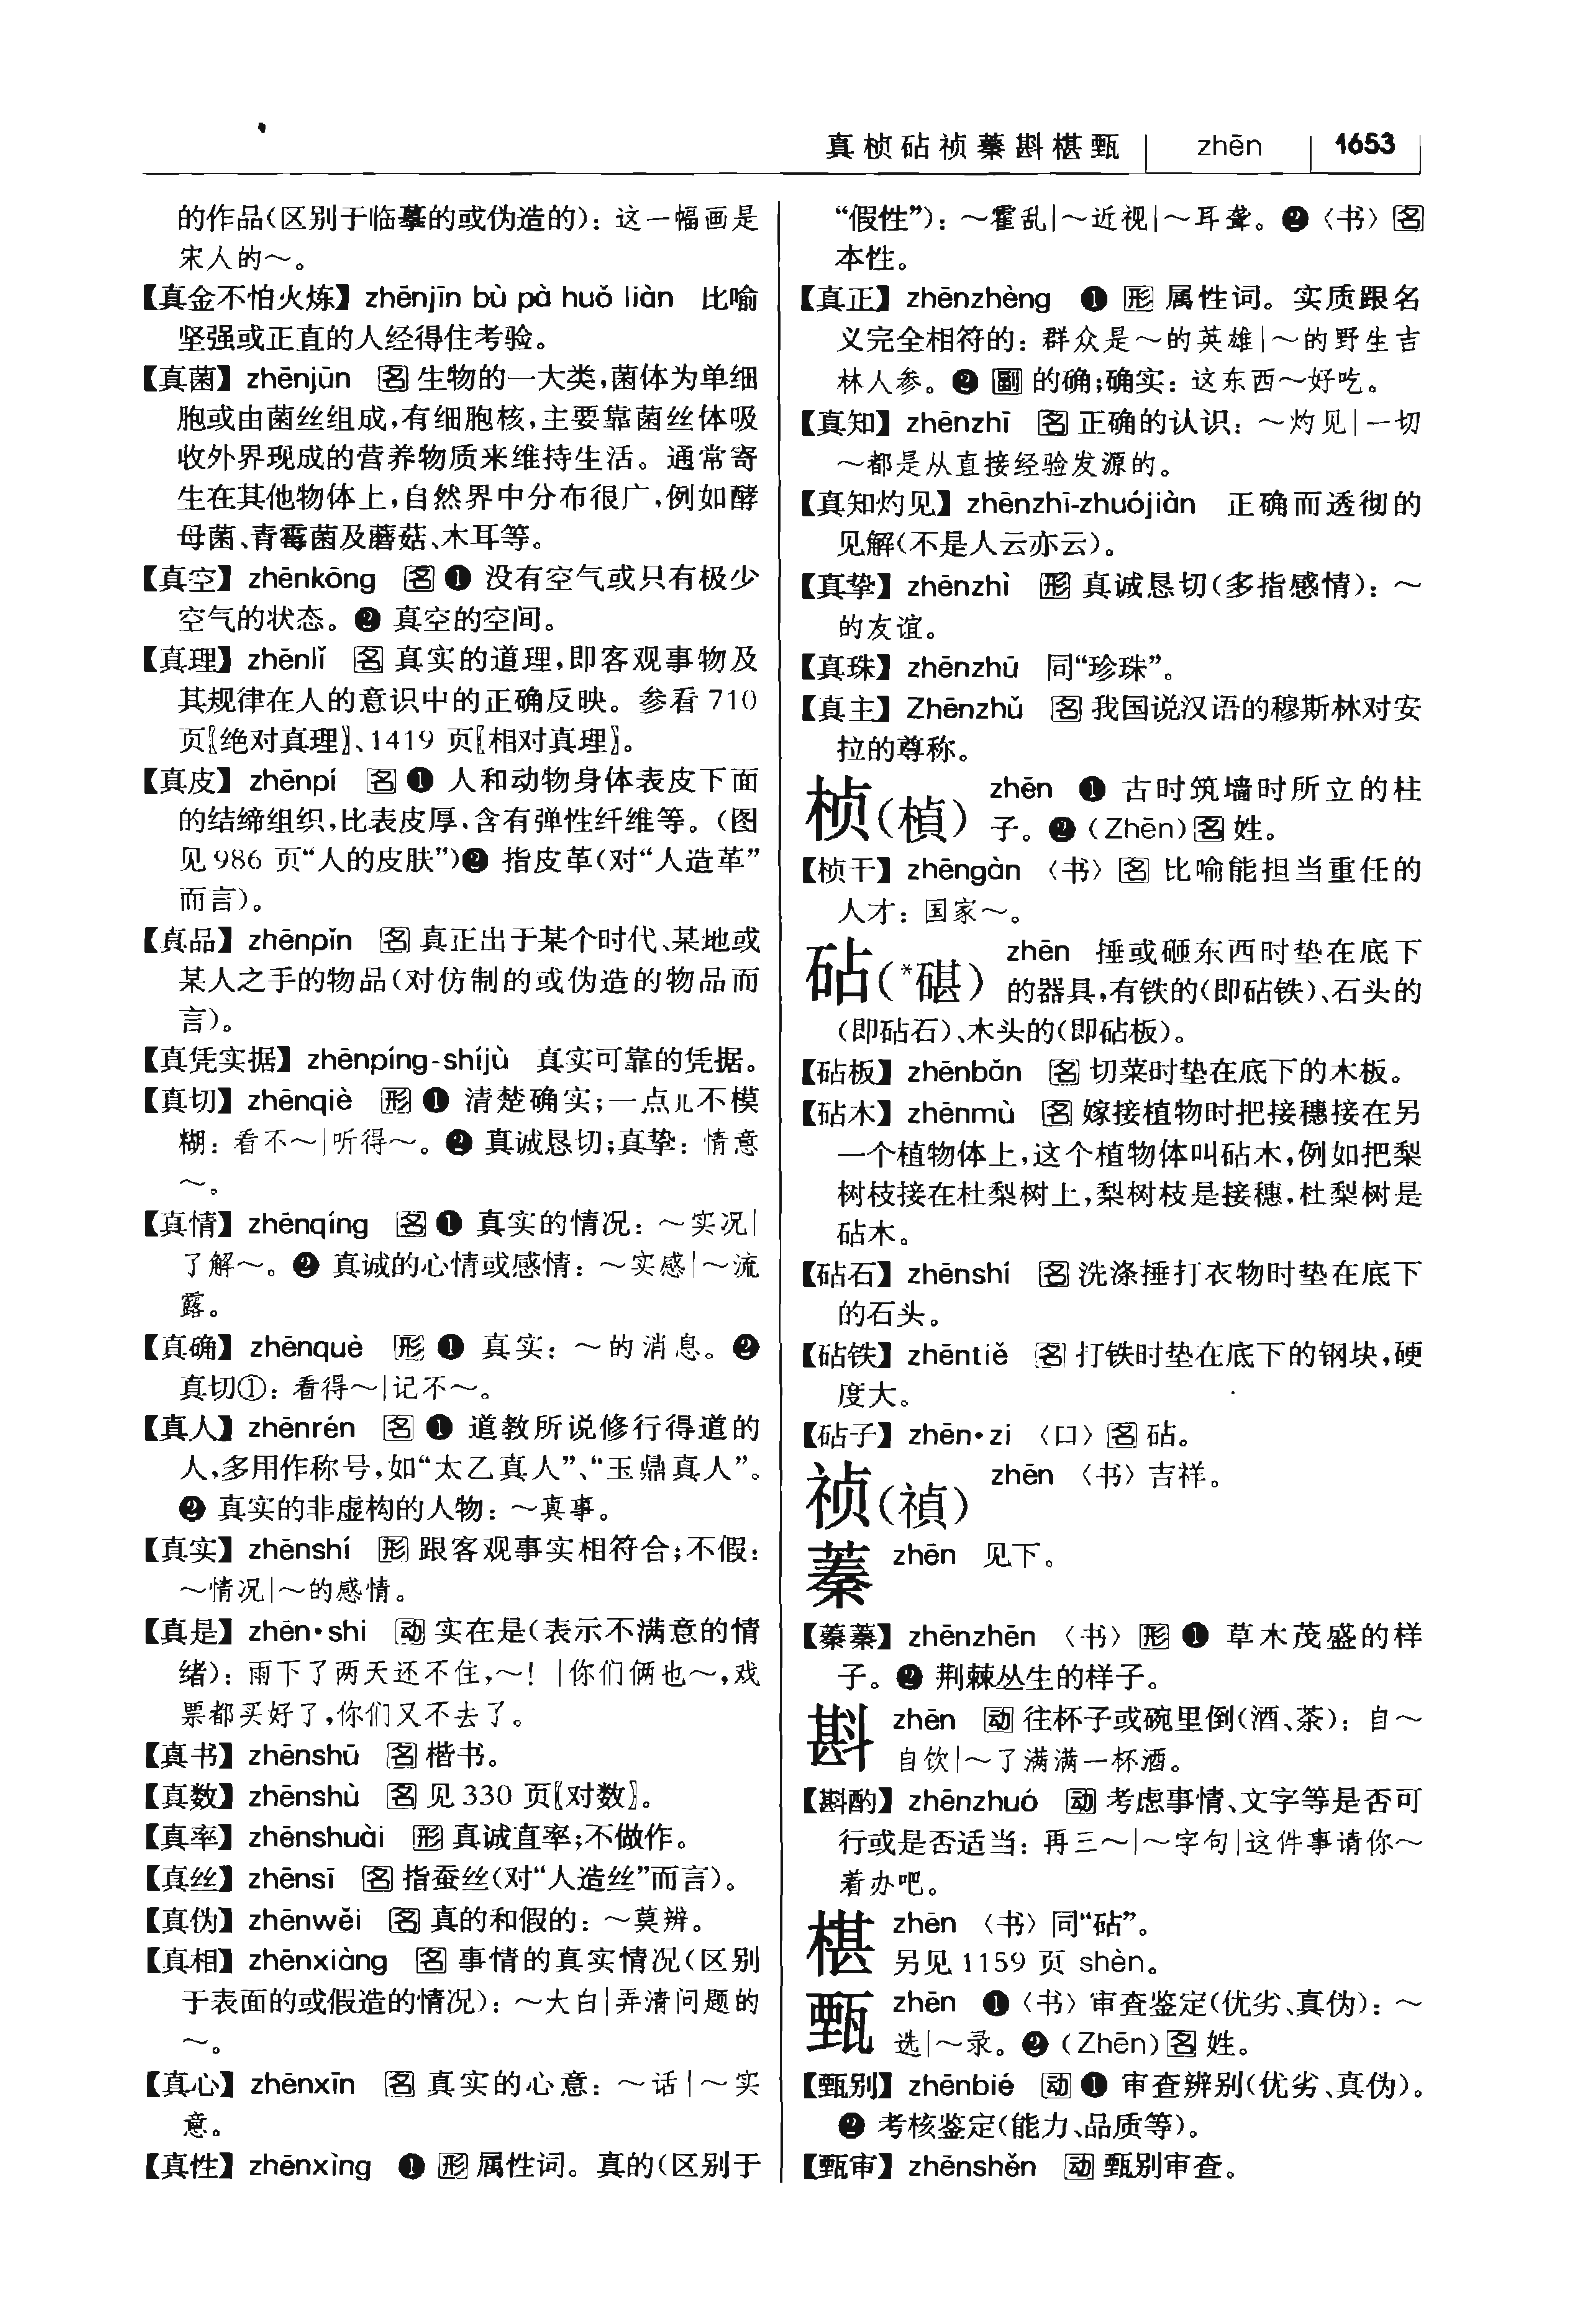 真桢砧祯蓁斟椹甄 zhēn 1653
的作品(区别于临摹的或伪造的):这一幅画是
宋人的～。
【真金不怕火炼】zhēnjīn bù pà huǒ liàn 比喻
坚强或正直的人经得住考验。
【真菌】zhēnjūn 名 生物的一大类,菌体为单细
胞或由菌丝组成,有细胞核,主要靠菌丝体吸
收外界现成的营养物质来维持生活。通常寄
生在其他物体上,自然界中分布很广,例如酵
母菌、青霉菌及蘑菇、木耳等。
【真空】zhēnkōng 名 ❶ 没有空气或只有极少
空气的状态。❷ 真空的空间。
【真理】zhēnlǐ 名 真实的道理,即客观事物及
其规律在人的意识中的正确反映。参看 710
页〖绝对真理〗、1419 页〖相对真理〗。
【真皮】zhēnpí 名 ❶ 人和动物身体表皮下面
的结缔组织,比表皮厚,含有弹性纤维等。(图
见 986 页“人的皮肤”)❷ 指皮革(对“人造革”
而言)。
【真品】zhēnpǐn 名 真正出于某个时代、某地或
某人之手的物品(对仿制的或伪造的物品而
言)。
【真凭实据】zhēnpíng-shíjù 真实可靠的凭据。
【真切】zhēnqiè 形 ❶ 清楚确实;一点儿不模
糊:看不～|听得～。❷ 真诚恳切;真挚:情意
～。
【真情】zhēnqíng 名 ❶ 真实的情况:～实况|
了解～。❷ 真诚的心情或感情:～实感|～流
露。
【真确】zhēnquè 形 ❶ 真实:～的消息。❷
真切①:看得～|记不～。
【真人】zhēnrén 名 ❶ 道教所说修行得道的
人,多用作称号,如“太乙真人”、“玉鼎真人”。
❷ 真实的非虚构的人物:～真事。
【真实】zhēnshí 形 跟客观事实相符合;不假:
～情况|～的感情。
【真是】zhēn•shi 动 实在是(表示不满意的情
绪):雨下了两天还不住,～! |你们俩也～,戏
票都买好了,你们又不去了。
【真书】zhēnshū 名 楷书。
【真数】zhēnshù 名 见 330 页〖对数〗。
【真率】zhēnshuài 形 真诚直率;不做作。
【真丝】zhēnsī 名 指蚕丝(对“人造丝”而言)。
【真伪】zhēnwěi 名 真的和假的:～莫辨。
【真相】zhēnxiàng 名 事情的真实情况(区别
于表面的或假造的情况):～大白|弄清问题的
～。
【真心】zhēnxīn 名 真实的心意:～话|～实
意。
【真性】zhēnxìng ❶ 形 属性词。真的(区别于
“假性”):～霍乱|～近视|～耳聋。❷〈书〉名
本性。
【真正】zhēnzhèng ❶ 形 属性词。实质跟名
义完全相符的:群众是～的英雄|～的野生吉
林人参。❷ 副 的确;确实:这东西～好吃。
【真知】zhēnzhī 名 正确的认识:～灼见|一切
～都是从直接经验发源的。
【真知灼见】zhēnzhī-zhuójiàn 正确而透彻的
见解(不是人云亦云)。
【真挚】zhēnzhì 形 真诚恳切(多指感情):～
的友谊。
【真珠】zhēnzhū 同“珍珠”。
【真主】Zhēnzhǔ 名 我国说汉语的穆斯林对安
拉的尊称。
桢(楨) zhēn ❶ 古时筑墙时所立的柱
子。❷ (Zhēn)名 姓。
【桢干】zhēngàn 〈书〉名 比喻能担当重任的
人才:国家～。
砧(*碪) zhēn 捶或砸东西时垫在底下
的器具,有铁的(即砧铁)、石头的
(即砧石)、木头的(即砧板)。
【砧板】zhēnbǎn 名 切菜时垫在底下的木板。
【砧木】zhēnmù 名 嫁接植物时把接穗接在另
一个植物体上,这个植物体叫砧木,例如把梨
树枝接在杜梨树上,梨树枝是接穗,杜梨树是
砧木。
【砧石】zhēnshí 名 洗涤捶打衣物时垫在底下
的石头。
【砧铁】zhēntiě 名 打铁时垫在底下的钢块,硬
度大。
【砧子】zhēn•zi 〈口〉名 砧。
祯(禎) zhēn 〈书〉吉祥。
蓁 zhēn 见下。
【蓁蓁】zhēnzhēn 〈书〉形 ❶ 草木茂盛的样
子。❷ 荆棘丛生的样子。
斟 zhēn 动 往杯子或碗里倒(酒、茶):自～
自饮|～了满满一杯酒。
【斟酌】zhēnzhuó 动 考虑事情、文字等是否可
行或是否适当:再三～|～字句|这件事请你～
着办吧。
椹 zhēn 〈书〉同“砧”。
另见 1159 页 shèn。
甄 zhēn ❶〈书〉审查鉴定(优劣、真伪):～
选|～录。❷ (Zhēn)名 姓。
【甄别】zhēnbié 动 ❶ 审查辨别(优劣、真伪)。
❷ 考核鉴定(能力、品质等)。
【甄审】zhēnshěn 动 甄别审查。